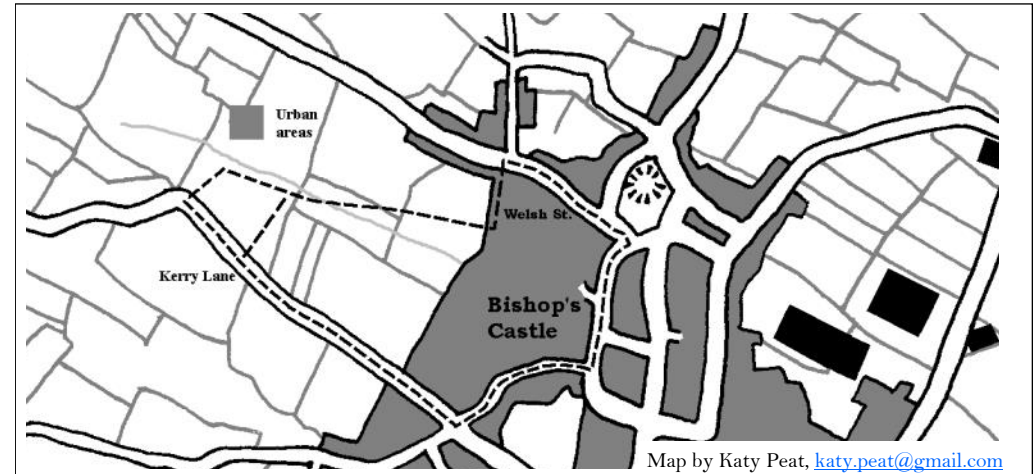 Urban
areas
Welsh St.
Kerry Lane
Bishop's
Castle
Map by Katy Peat, katy.peat@gmail.com